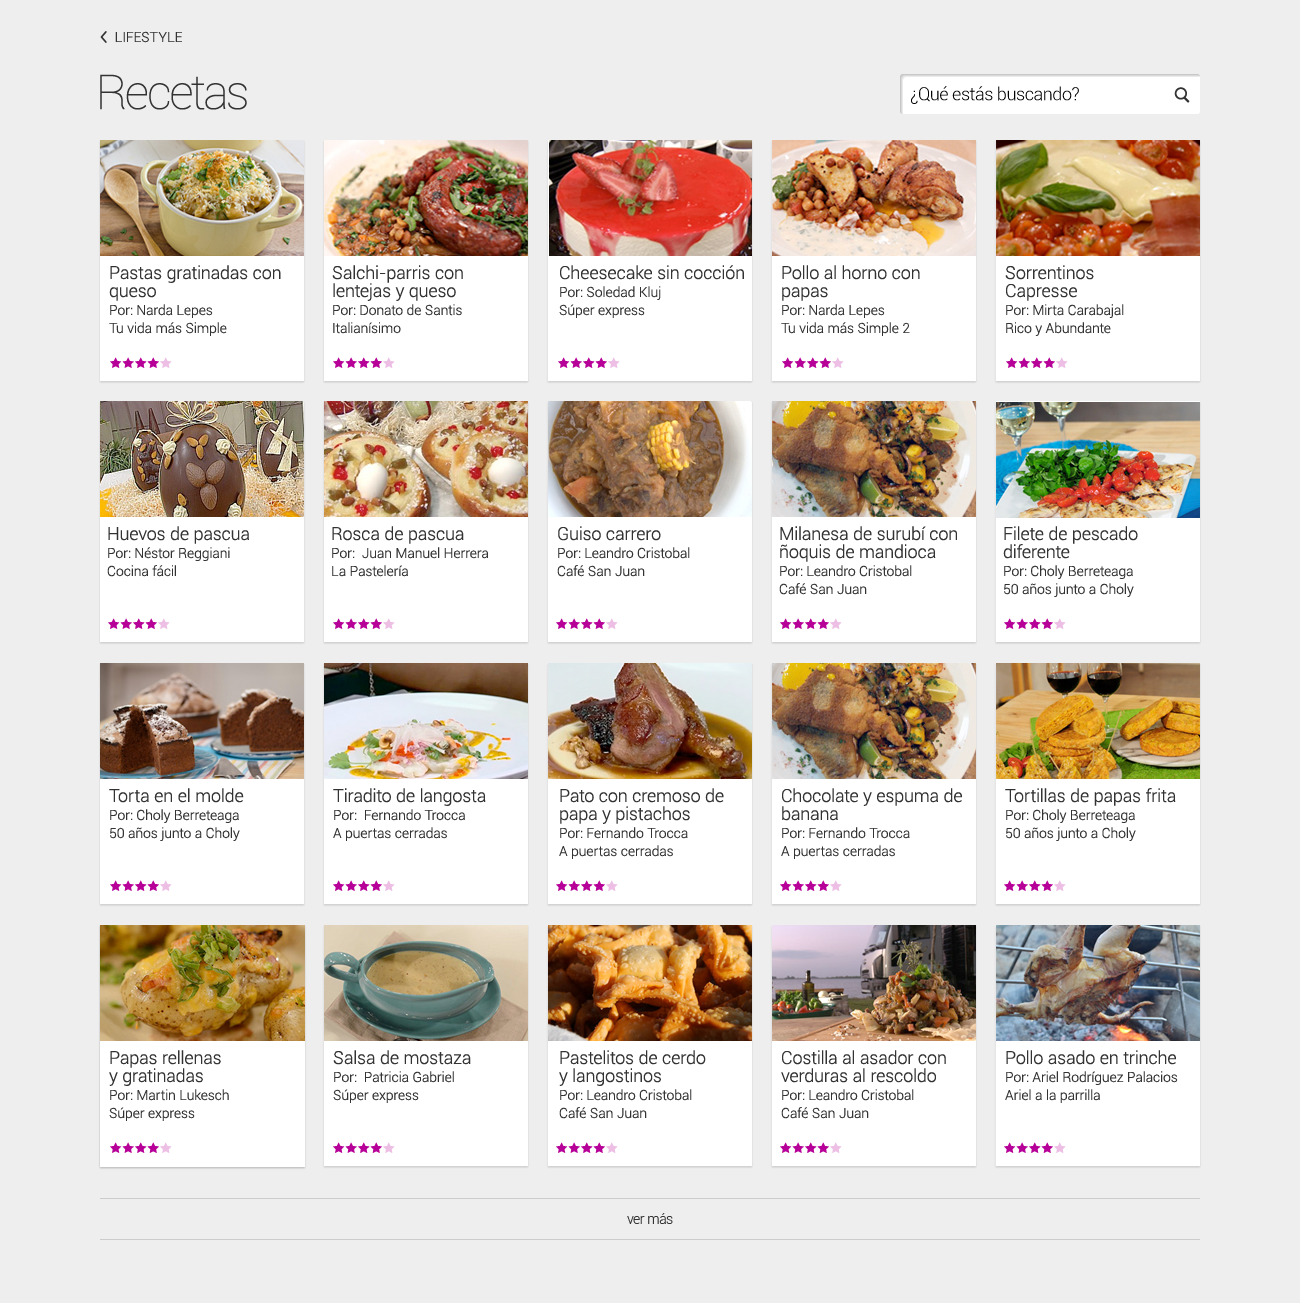 LIFESTYLE
Recetas
¿Qué estás buscando?
Pastas gratinadas con
queso
Por: Narda Lepes
Tu vida más Simple
Salchi-parris con
lentejas y queso
Por: Donato de Santis
Italianísimo
Cheesecake sin cocción
Por: Soledad Kluj
Súper express
Pollo al horno con
papas
Por: Narda Lepes
Tu vida más Simple 2
Sorrentinos
Capresse
Por: Mirta Carabajal
Rico y Abundante
Huevos de pascua
Por: Néstor Reggiani
Cocina fácil
Rosca de pascua
Por: Juan Manuel Herrera
La Pastelería
Guiso carrero
Por: Leandro Cristobal
Café San Juan
Milanesa de surubí con
ñoquis de mandioca
Por: Leandro Cristobal
Café San Juan
Filete de pescado
diferente
Por: Choly Berreteaga
50 años junto a Choly
Torta en el molde
Por: Choly Berreteaga
50 años junto a Choly
Tiradito de langosta
Por: Fernando Trocca
A puertas cerradas
Pato con cremoso de
papa y pistachos
Por: Fernando Trocca
A puertas cerradas
Chocolate y espuma de
banana
Por: Fernando Trocca
A puertas cerradas
Tortillas de papas frita
Por: Choly Berreteaga
50 años junto a Choly
Papas rellenas
y gratinadas
Por: Martin Lukesch
Súper express
Salsa de mostaza
Por: Patricia Gabriel
Súper express
Pastelitos de cerdo
y langostinos
Por: Leandro Cristobal
Café San Juan
Costilla al asador con
verduras al rescoldo
Por: Leandro Cristobal
Café San Juan
Pollo asado en trinche
Por: Ariel Rodríguez Palacios
Ariel a la parrilla
ver más